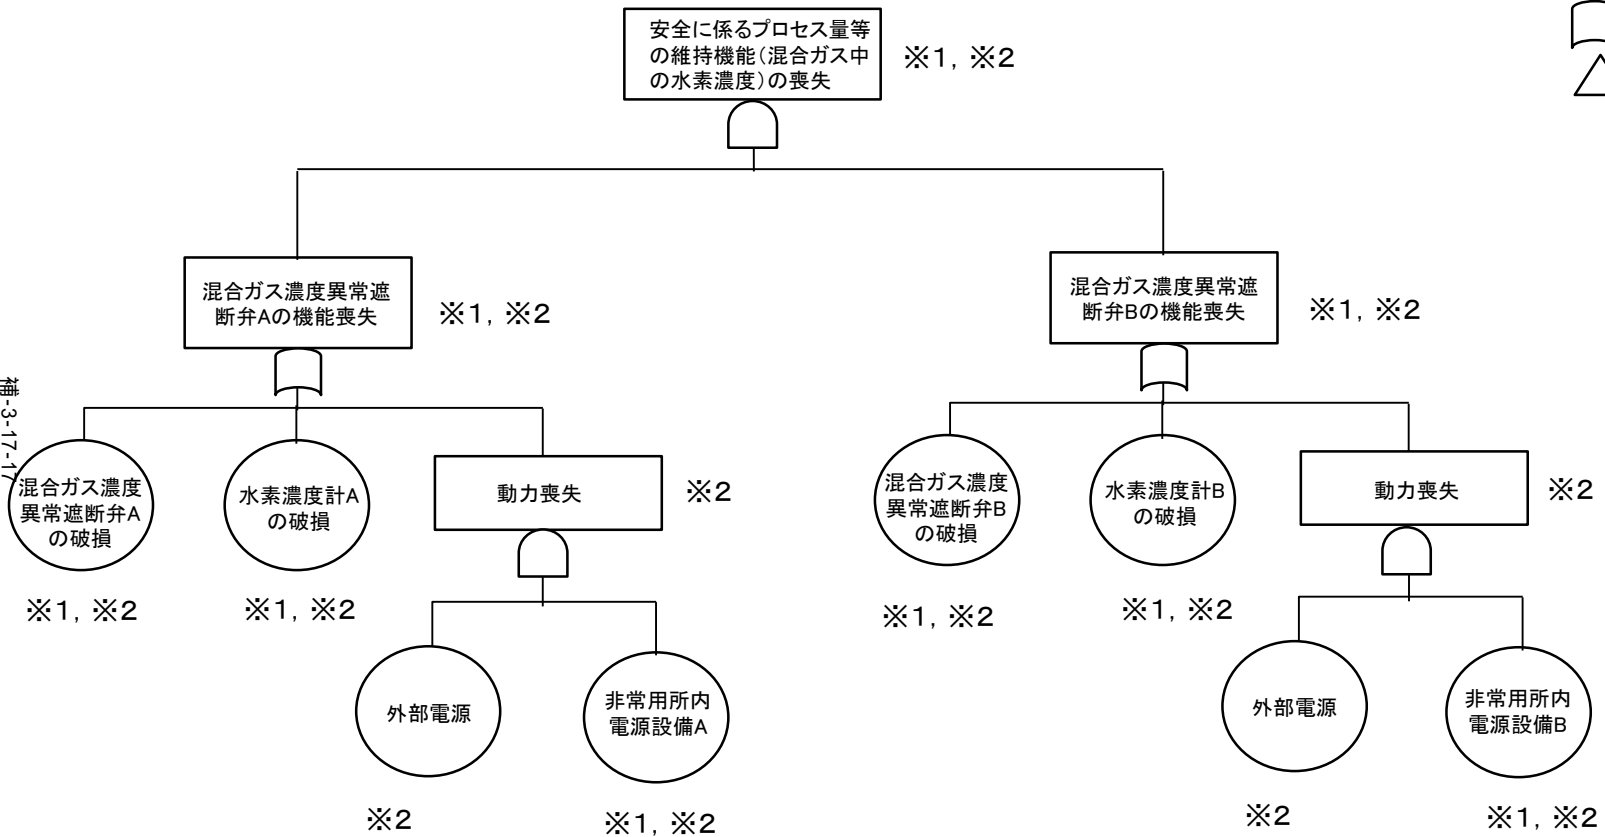 安全に係るプロセス量等
の維持機能（混合ガス中
の水素濃度）の喪失
※1, ※2
混合ガス濃度異常遮
断弁Aの機能喪失
※1, ※2
混合ガス濃度異常遮
断弁Bの機能喪失
※1, ※2
補-3-17-17
混合ガス濃度
異常遮断弁A
の破損
※1, ※2
水素濃度計A
の破損
※1, ※2
動力喪失
※2
外部電源
※2
非常用所内
電源設備A
※1, ※2
混合ガス濃度
異常遮断弁B
の破損
※1, ※2
水素濃度計B
の破損
※1, ※2
動力喪失
※2
外部電源
※2
非常用所内
電源設備B
※1, ※2